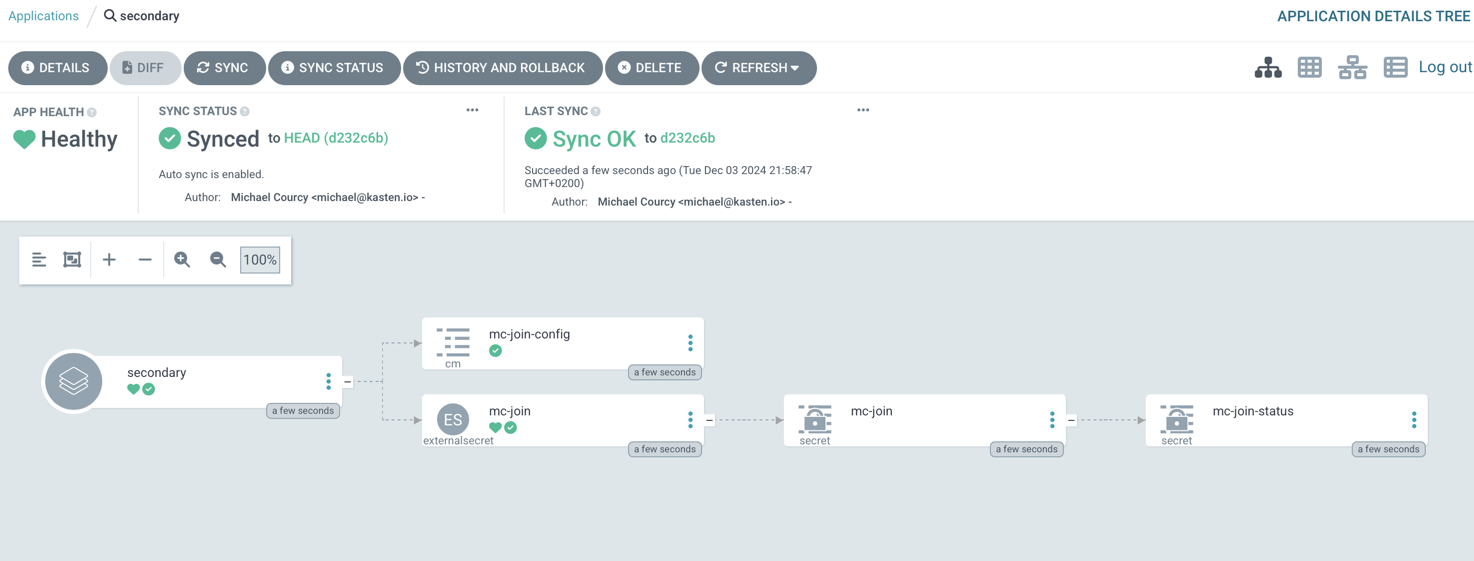 Applications / secondary
APPLICATION DETAILS TREE
DETAILS
DIFF
SYNC
SYNC STATUS
HISTORY AND ROLLBACK
DELETE
REFRESH
Log out
APP HEALTH
Healthy
SYNC STATUS
Synced to HEAD (d232c6b)
Auto sync is enabled.
Author: Michael Courcy <michael@kasten.io> -
LAST SYNC
Sync OK to d232c6b
Succeeded a few seconds ago (Tue Dec 03 2024 21:58:47
GMT+0200)
Author: Michael Courcy <michael@kasten.io> -
100%
secondary
a few seconds
mc-join-config
cm
a few seconds
ES
mc-join
externalsecret
a few seconds
mc-join
secret
a few seconds
mc-join-status
secret
a few seconds